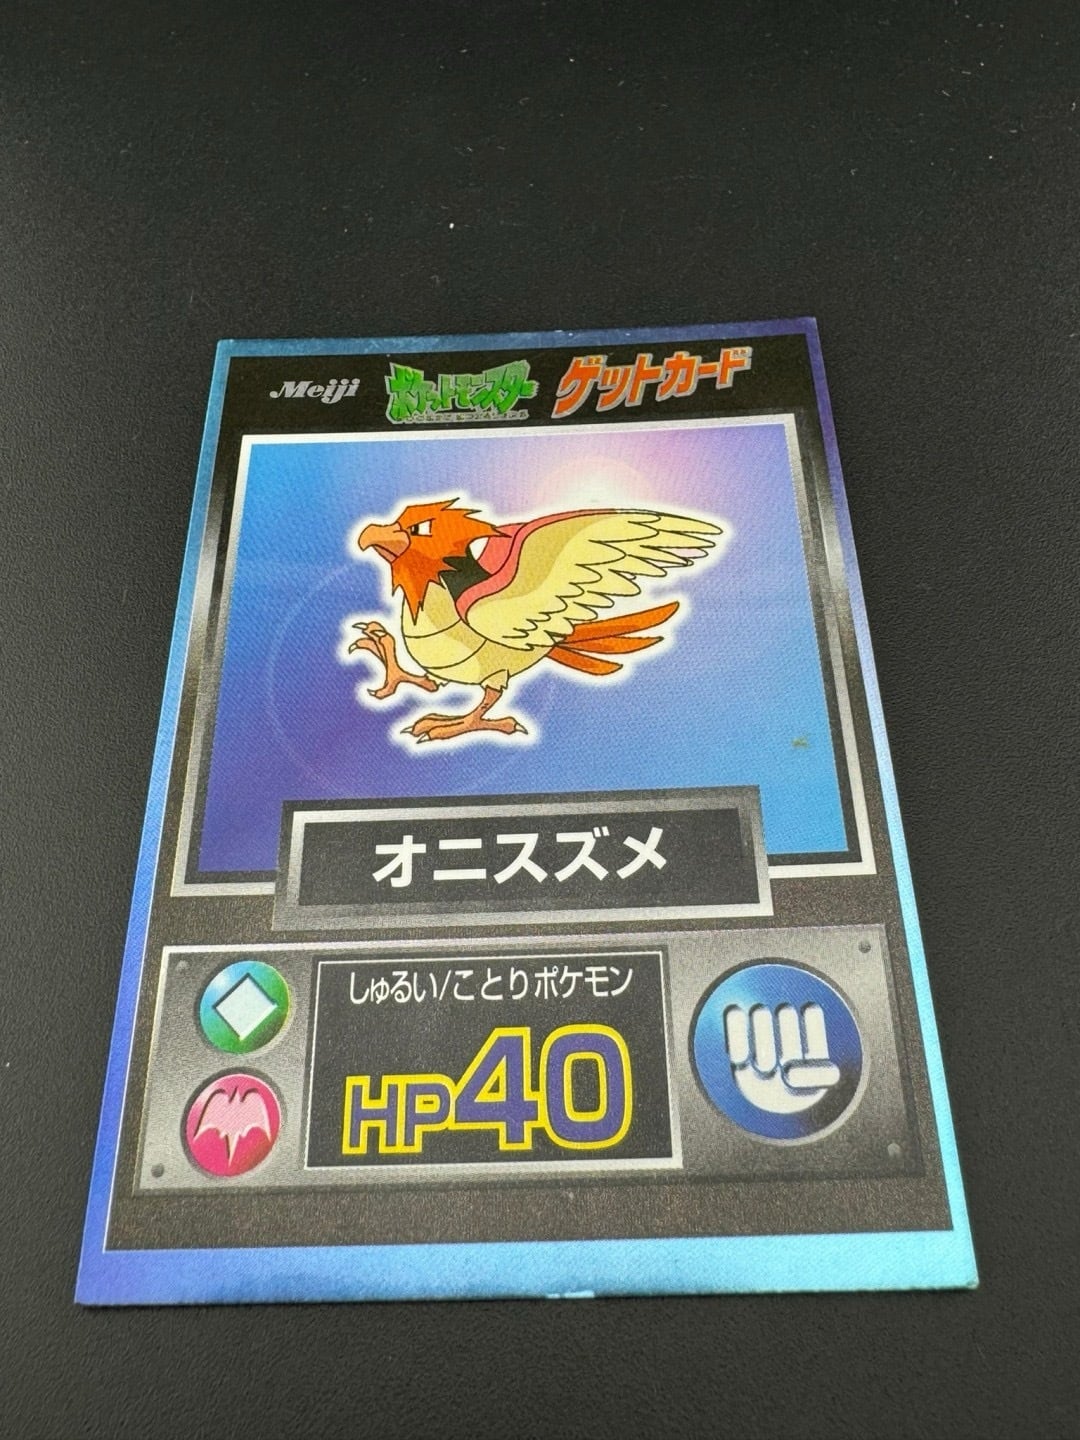 Meiji ポケットモンスター ゲットカード
オニスズメ
しゅるい/ことりポケモン
HP40